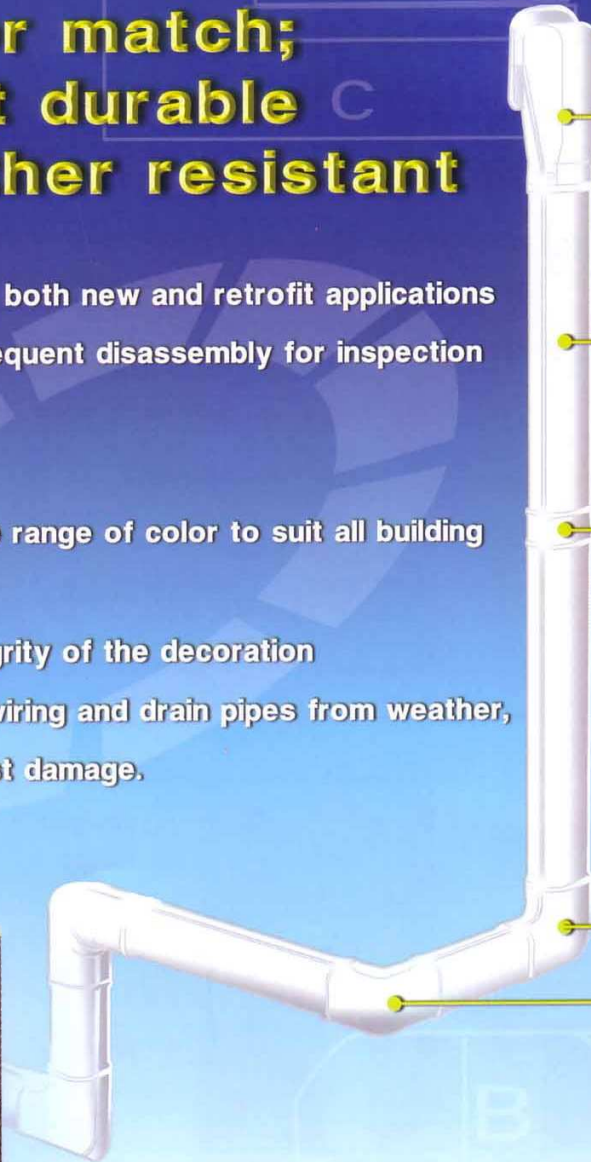 r match;
t durable
C
her resistant
both new and retrofit applications
equent disassembly for inspection
range of color to suit all building
grity of the decoration
wiring and drain pipes from weather,
st damage.
B